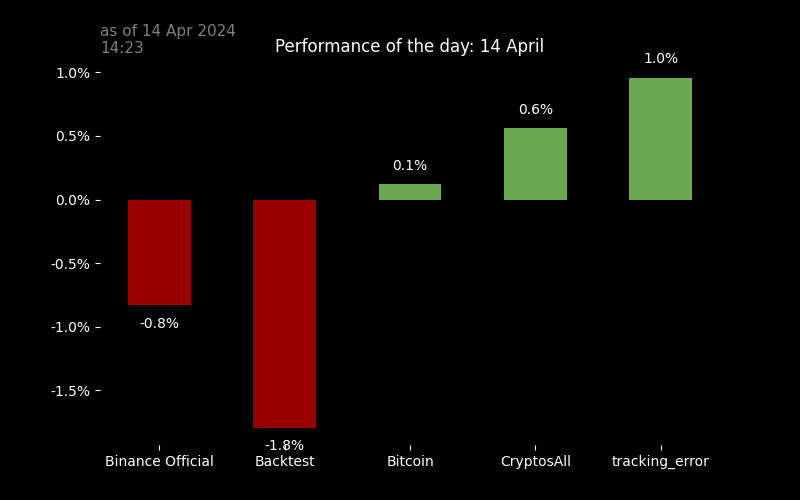 as of 14 Apr 2024
14:23
Performance of the day: 14 April
1.0%
0.5%
0.0%
-0.5%
-1.0%
-1.5%
-0.8%
-1.8%
0.1%
0.6%
1.0%
Binance Official
Backtest
Bitcoin
CryptosAll
tracking_error